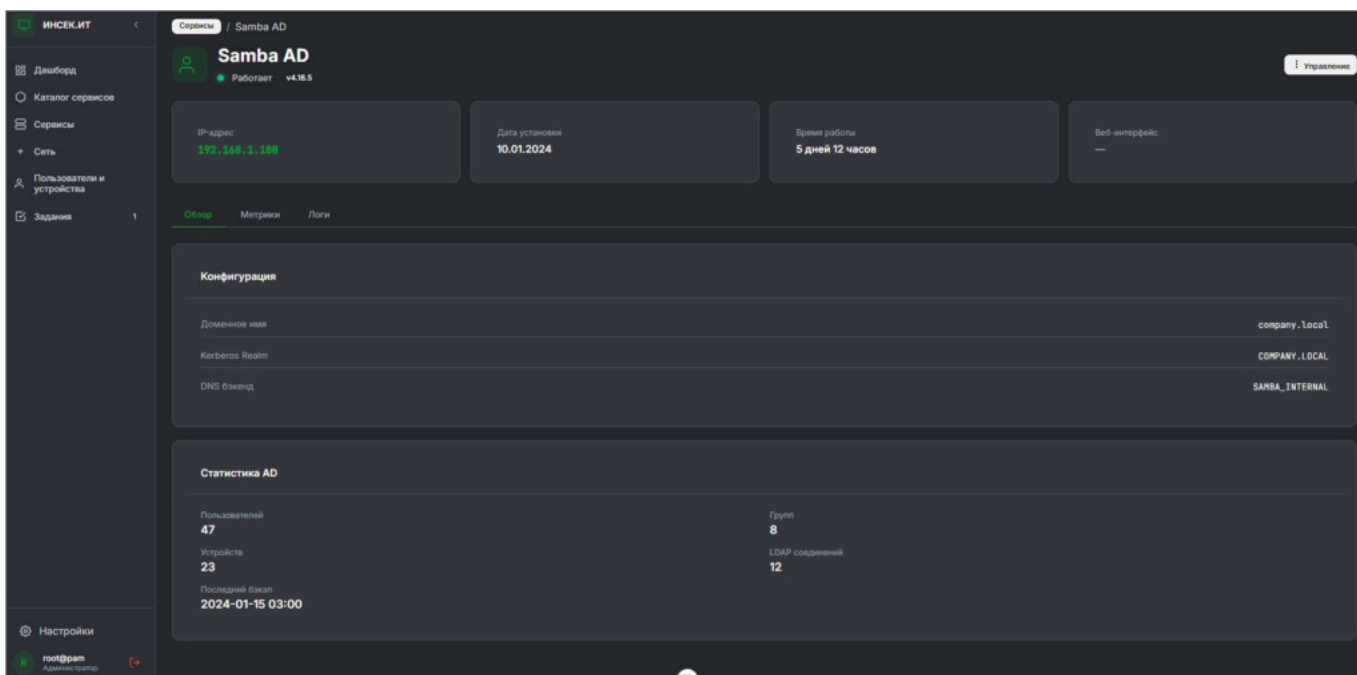 ИНСЕК.ИТ
Дашборд
Каталог сервисов
Сервисы
Сеть
Пользователи и
устройства
Задания 1
Настройки
R
root@pam
Администратор
Сервисы / Samba AD
Samba AD
Работает v4.18.5
Управление
IP-адрес
192.168.1.100
Дата установки
10.01.2024
Время работы
5 дней 12 часов
Веб-интерфейс
—
Обзор Метрики Логи
Конфигурация
Доменное имя company.local
Kerberos Realm COMPANY.LOCAL
DNS бэкенд SAMBA_INTERNAL
Статистика AD
Пользователей
47
Групп
8
Устройств
23
LDAP соединений
12
Последний бэкап
2024-01-15 03:00